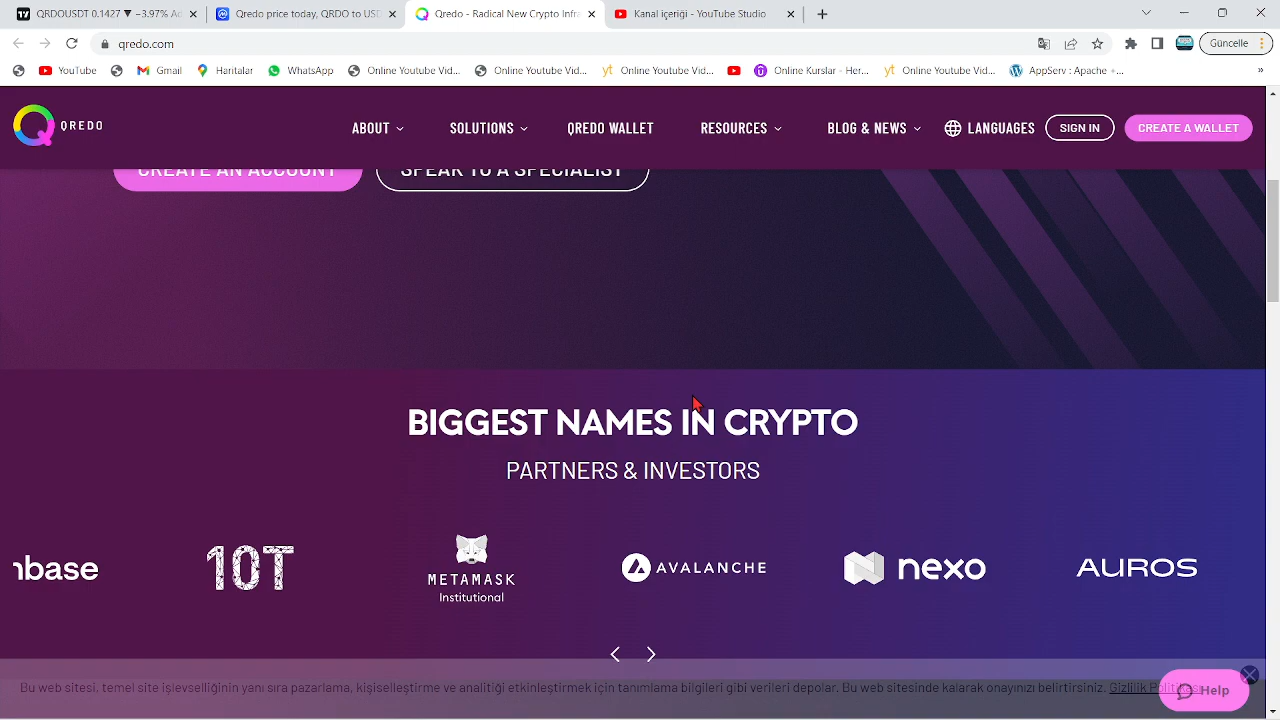 QRDOUSDT 0.1427 ▼ −2.37% Ac
Qredo price today, QRDO to USD
Qredo - Radical New Crypto Infra
Kanal içeriği - YouTube Studio
qredo.com
Güncelle
YouTube
Gmail
Haritalar
WhatsApp
Online Youtube Vid...
Online Youtube Vid...
Online Youtube Vid...
Online Kurslar - Her...
Online Youtube Vid...
AppServ : Apache +...
»
QREDO
ABOUT
SOLUTIONS
QREDO WALLET
RESOURCES
BLOG & NEWS
LANGUAGES
SIGN IN
CREATE A WALLET
CREATE AN ACCOUNT
SPEAK TO A SPECIALIST
BIGGEST NAMES IN CRYPTO
PARTNERS & INVESTORS
nbase
10T
METAMASK
Institutional
AVALANCHE
nexo
AUROS
Bu web sitesi, temel site işlevselliğinin yanı sıra pazarlama, kişiselleştirme ve analitiği etkinleştirmek için tanımlama bilgileri gibi verileri depolar. Bu web sitesinde kalarak onayınızı belirtirsiniz. Gizlilik
Help